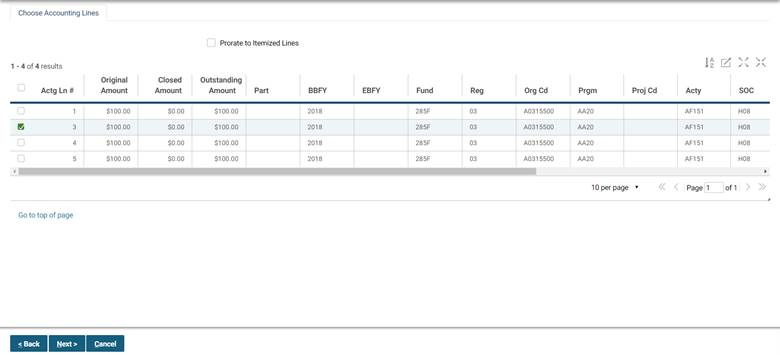 Choose Accounting Lines
Prorate to Itemized Lines
1 - 4 of 4 results
Actg Ln # Original Amount Closed Amount Outstanding Amount Part BBFY EBFY Fund Reg Org Cd Prgm Proj Cd Acty SOC
1 $100.00 $0.00 $100.00 2018 285F 03 A0315500 AA20 AF151 H08
3 $100.00 $0.00 $100.00 2018 285F 03 A0315500 AA20 AF151 H08
4 $100.00 $0.00 $100.00 2018 285F 03 A0315500 AA20 AF151 H08
5 $100.00 $0.00 $100.00 2018 285F 03 A0315500 AA20 AF151 H08
10 per page Page 1 of 1
Go to top of page
< Back Next > Cancel